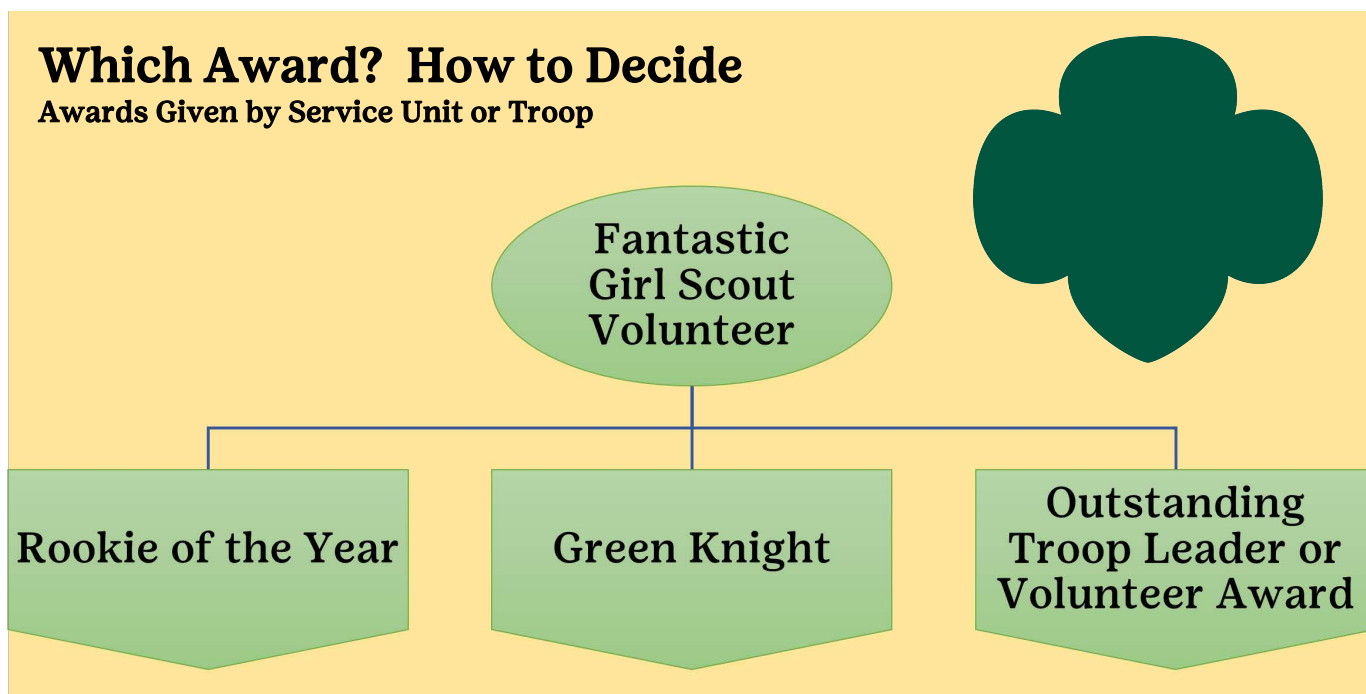 Which Award?  How to Decide
Awards Given by Service Unit or Troop
Fantastic
Girl Scout
Volunteer
Rookie of the Year
Green Knight
Outstanding
Troop Leader or
Volunteer Award